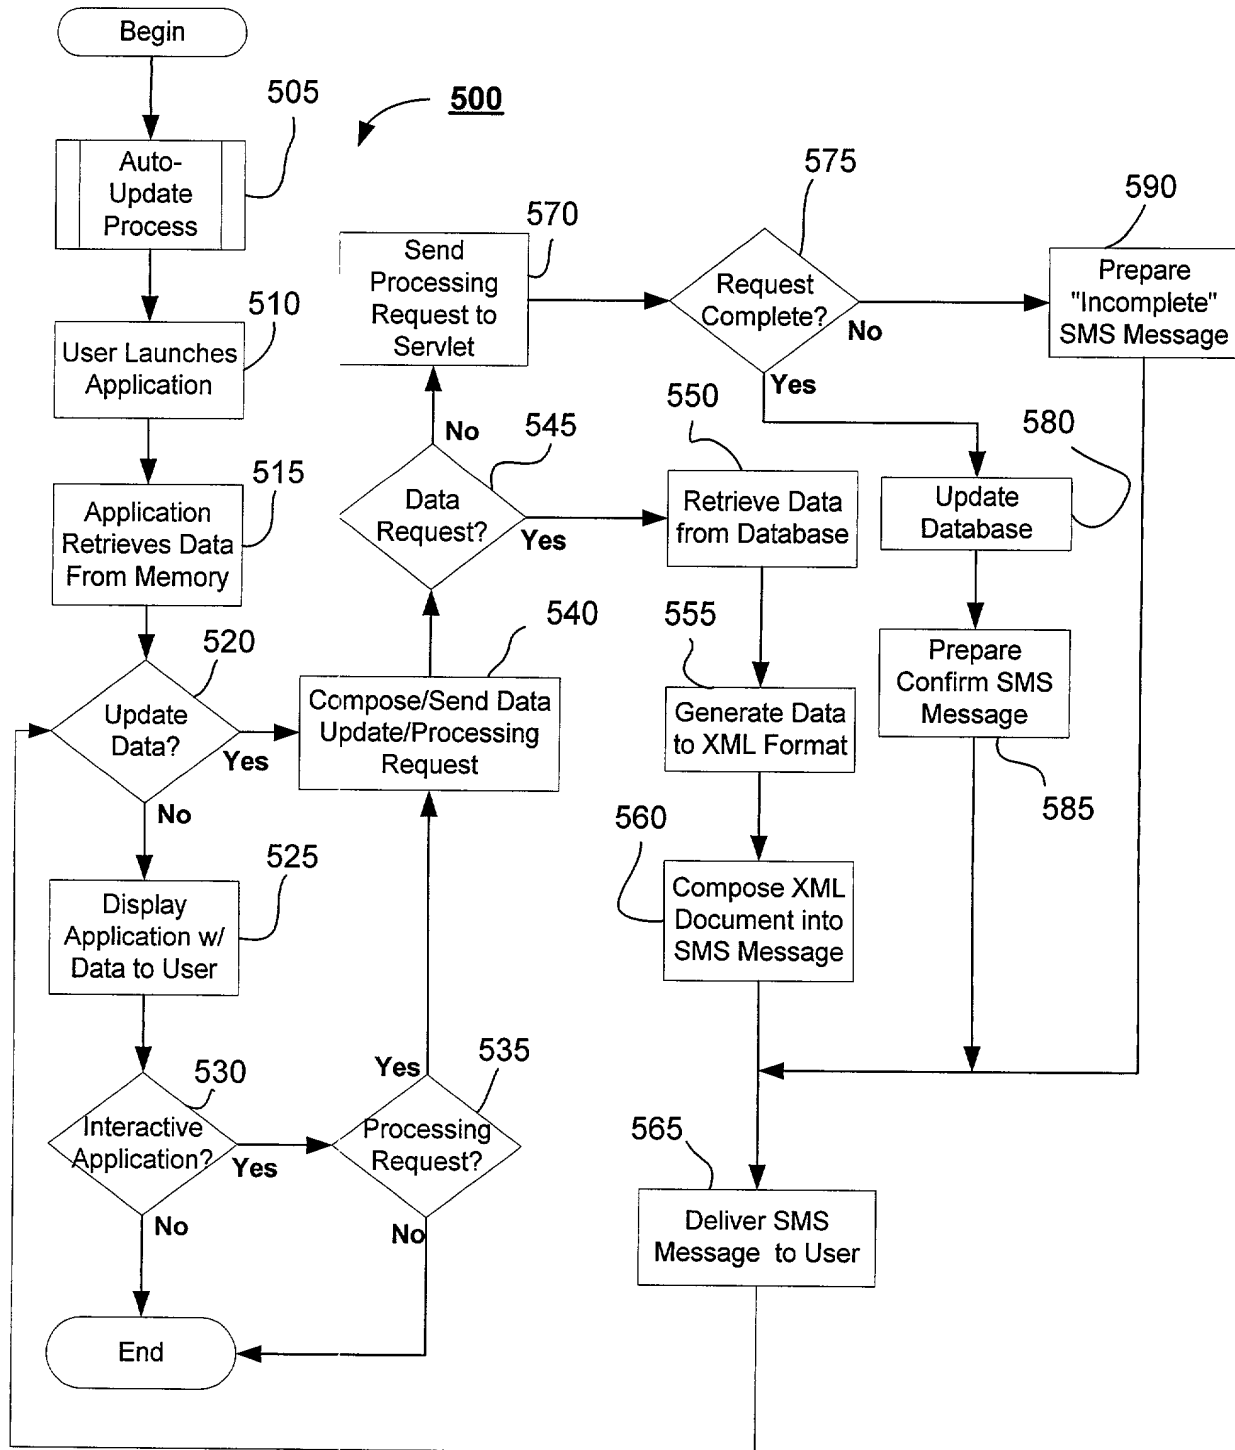 Begin
505
500
Auto-
Update
Process
510
User Launches
Application
515
Application
Retrieves Data
From Memory
520
Update
Data?
Yes
No
525
Display
Application w/
Data to User
530
Interactive
Application?
Yes
No
End
535
Processing
Request?
Yes
No
540
Compose/Send Data
Update/Processing
Request
545
Data
Request?
No
Yes
570
Send
Processing
Request to
Servlet
575
Request
Complete?
No
Yes
590
Prepare
"Incomplete"
SMS Message
550
Retrieve Data
from Database
580
Update
Database
555
Generate Data
to XML Format
Prepare
Confirm SMS
Message
585
560
Compose XML
Document into
SMS Message
565
Deliver SMS
Message to User